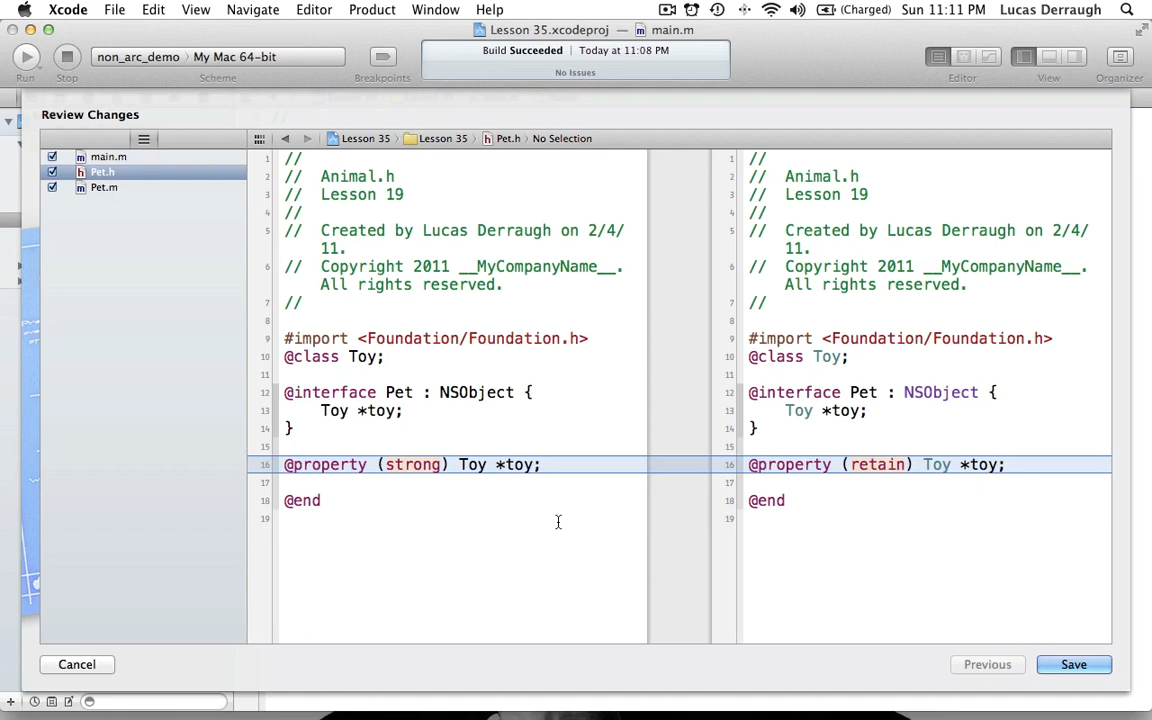 Xcode File Edit View Navigate Editor Product Window Help (Charged) Sun 11:11 PM Lucas Derraugh
Lesson 35.xcodeproj — main.m
non_arc_demo My Mac 64-bit
Build Succeeded Today at 11:08 PM
No Issues
Run Stop Scheme Breakpoints Editor View Organizer
Review Changes
Lesson 35 Lesson 35 Pet.h No Selection
main.m
Pet.h
Pet.m
1 //
2 // Animal.h
3 // Lesson 19
4 //
5 // Created by Lucas Derraugh on 2/4/
11.
6 // Copyright 2011 __MyCompanyName__.
All rights reserved.
7 //
8
9 #import <Foundation/Foundation.h>
10 @class Toy;
11
12 @interface Pet : NSObject {
13 Toy *toy;
14 }
15
16 @property (strong) Toy *toy;
17
18 @end
19
1 //
2 // Animal.h
3 // Lesson 19
4 //
5 // Created by Lucas Derraugh on 2/4/
11.
6 // Copyright 2011 __MyCompanyName__.
All rights reserved.
7 //
8
9 #import <Foundation/Foundation.h>
10 @class Toy;
11
12 @interface Pet : NSObject {
13 Toy *toy;
14 }
15
16 @property (retain) Toy *toy;
17
18 @end
19
Cancel Previous Save